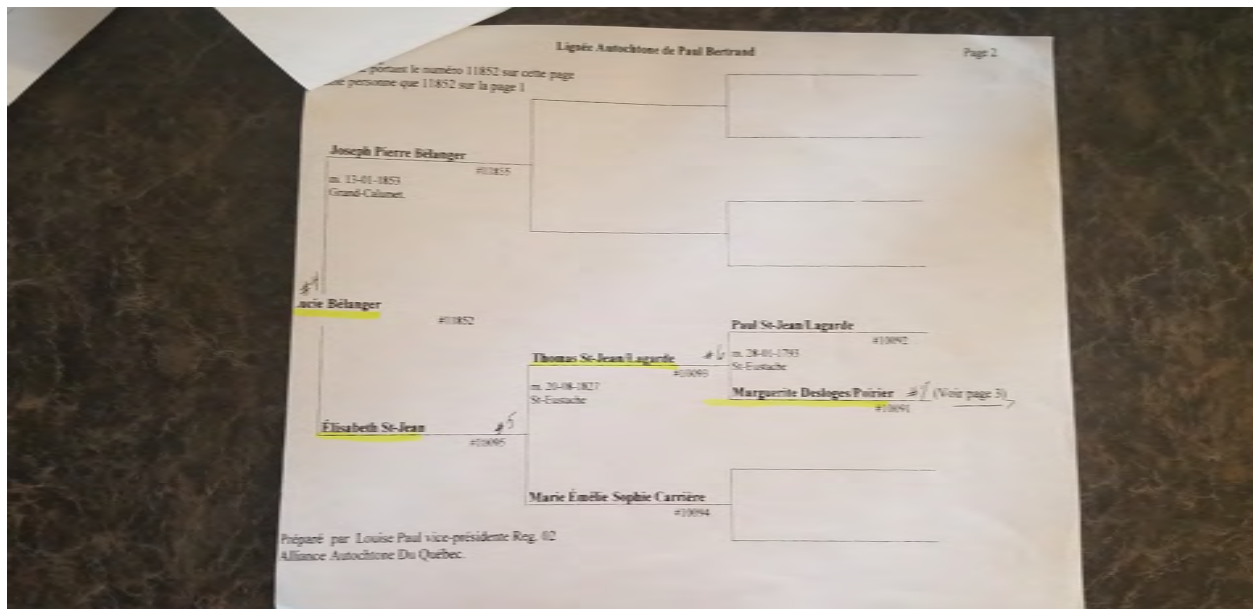 Lignée Autochtone de Paul Bertrand
Page 2
portant le numéro 11852 sur cette page
personne que 11852 sur la page 1
Joseph Pierre Bélanger
#11855
m. 13-01-1853
Grand-Calumet.
#4
ucie Bélanger
#11852
Paul St-Jean/Lagarde
#10092
Thomas St-Jean/Lagarde #6
#10093
m. 28-01-1793
St-Eustache
m. 20-08-1827
St-Eustache
Marguerite Desloges/Poirier #7 (Voir page 3)
#10091
Élisabeth St-Jean #5
#10095
Marie Émélie Sophie Carrière
#10094
Préparé par Louise Paul vice-présidente Reg. 02
Alliance Autochtone Du Québec.